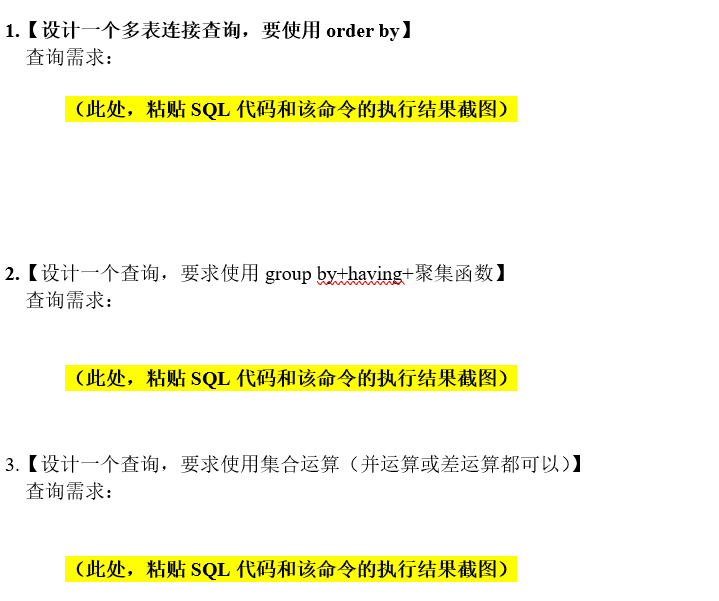 1.【设计一个多表连接查询，要使用 order by】
查询需求：
（此处，粘贴 SQL 代码和该命令的执行结果截图）
2.【设计一个查询，要求使用 group by+having+聚集函数】
查询需求：
（此处，粘贴 SQL 代码和该命令的执行结果截图）
3.【设计一个查询，要求使用集合运算（并运算或差运算都可以）】
查询需求：
（此处，粘贴 SQL 代码和该命令的执行结果截图）